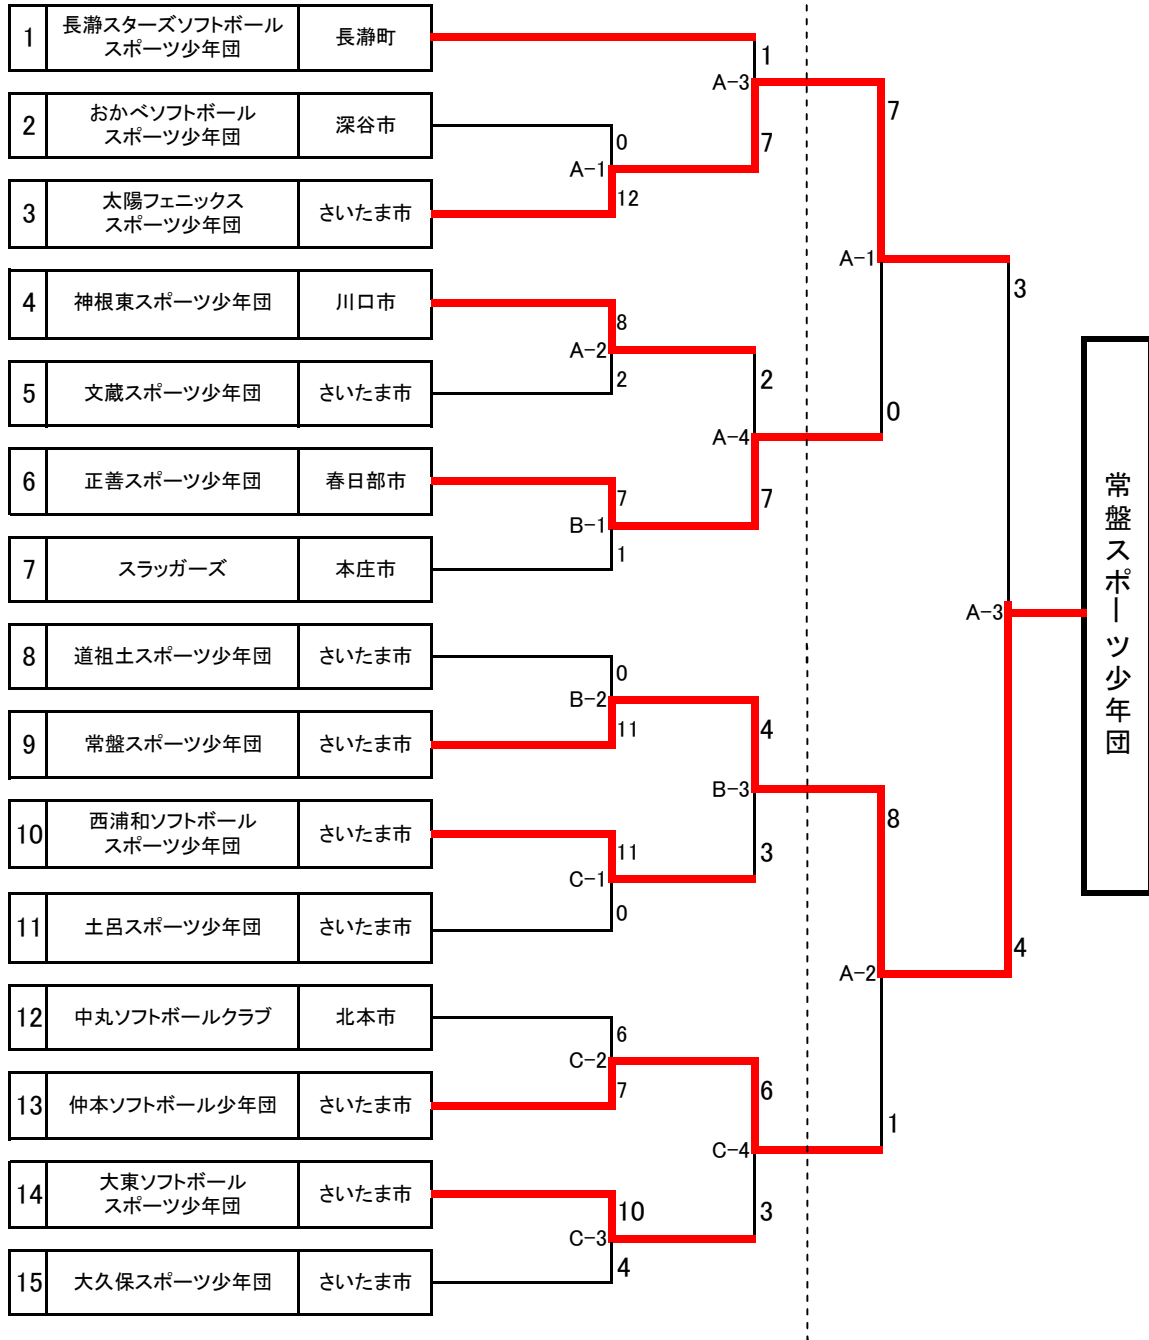 1
長瀞スターズソフトボール
スポーツ少年団
長瀞町
2
おかべソフトボール
スポーツ少年団
深谷市
3
太陽フェニックス
スポーツ少年団
さいたま市
4
神根東スポーツ少年団
川口市
5
文蔵スポーツ少年団
さいたま市
6
正善スポーツ少年団
春日部市
7
スラッガーズ
本庄市
8
道祖土スポーツ少年団
さいたま市
9
常盤スポーツ少年団
さいたま市
10
西浦和ソフトボール
スポーツ少年団
さいたま市
11
土呂スポーツ少年団
さいたま市
12
中丸ソフトボールクラブ
北本市
13
仲本ソフトボール少年団
さいたま市
14
大東ソフトボール
スポーツ少年団
さいたま市
15
大久保スポーツ少年団
さいたま市
0
A-1
12
8
A-2
2
7
B-1
1
0
B-2
11
11
C-1
0
6
C-2
7
10
C-3
4
1
A-3
7
2
A-4
7
4
B-3
3
6
C-4
3
7
A-1
0
8
A-2
1
3
A-3
4
常盤スポーツ少年団